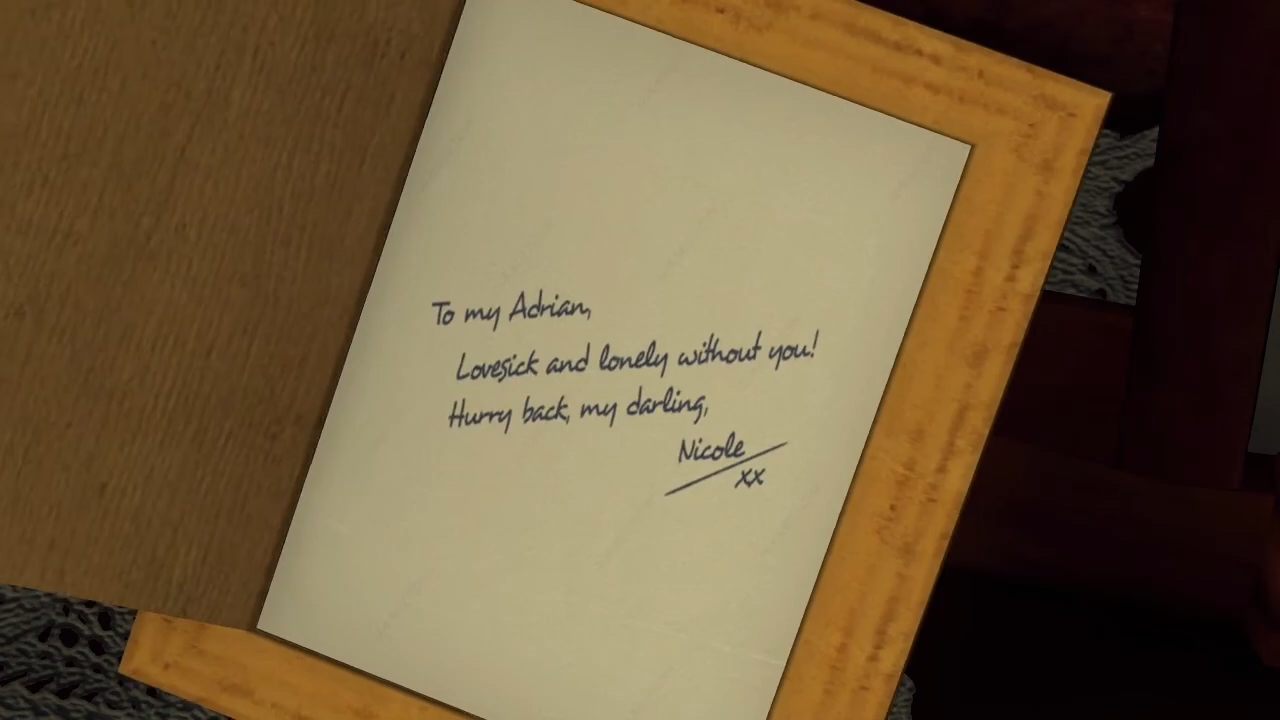 To my Adrian,
Lovesick and lonely without you!
Hurry back, my darling,
Nicole
xx